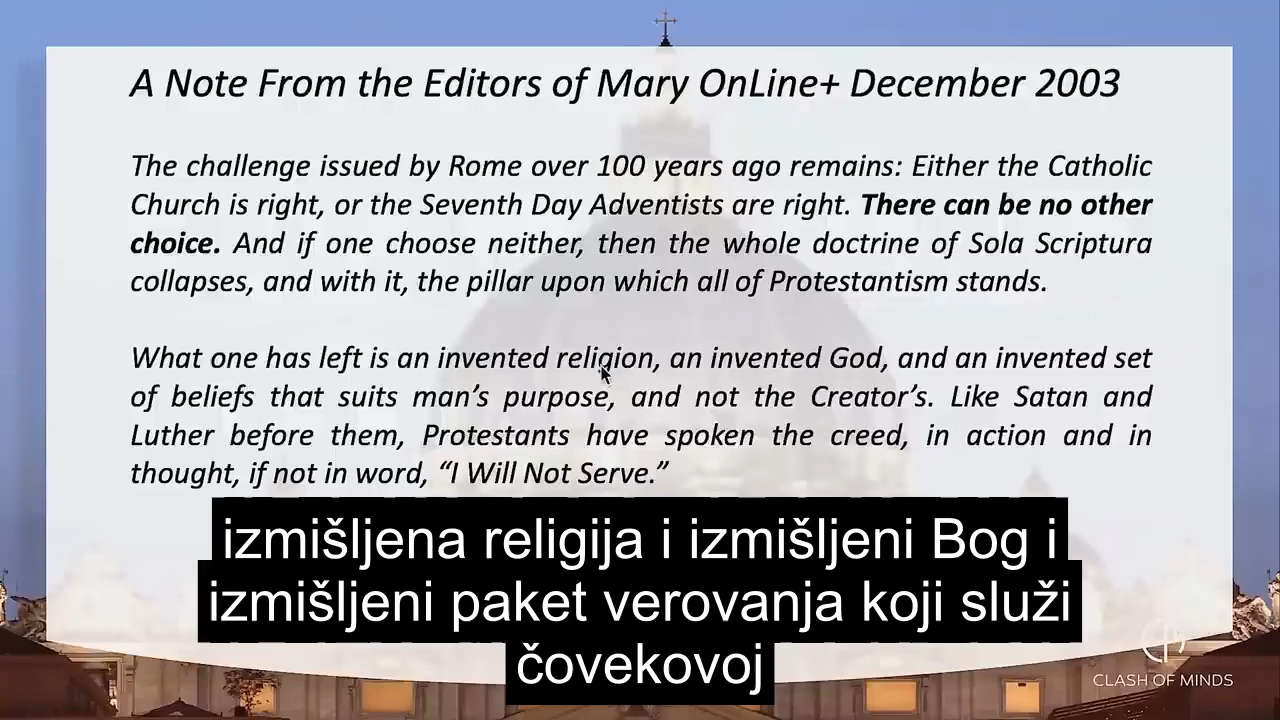 A Note From the Editors of Mary OnLine+ December 2003
The challenge issued by Rome over 100 years ago remains: Either the Catholic
Church is right, or the Seventh Day Adventists are right. There can be no other
choice. And if one choose neither, then the whole doctrine of Sola Scriptura
collapses, and with it, the pillar upon which all of Protestantism stands.
What one has left is an invented religion, an invented God, and an invented set
of beliefs that suits man’s purpose, and not the Creator’s. Like Satan and
Luther before them, Protestants have spoken the creed, in action and in
thought, if not in word, “I Will Not Serve.”
izmišljena religija i izmišljeni Bog i
izmišljeni paket verovanja koji služi
čovekovoj
CLASH OF MINDS